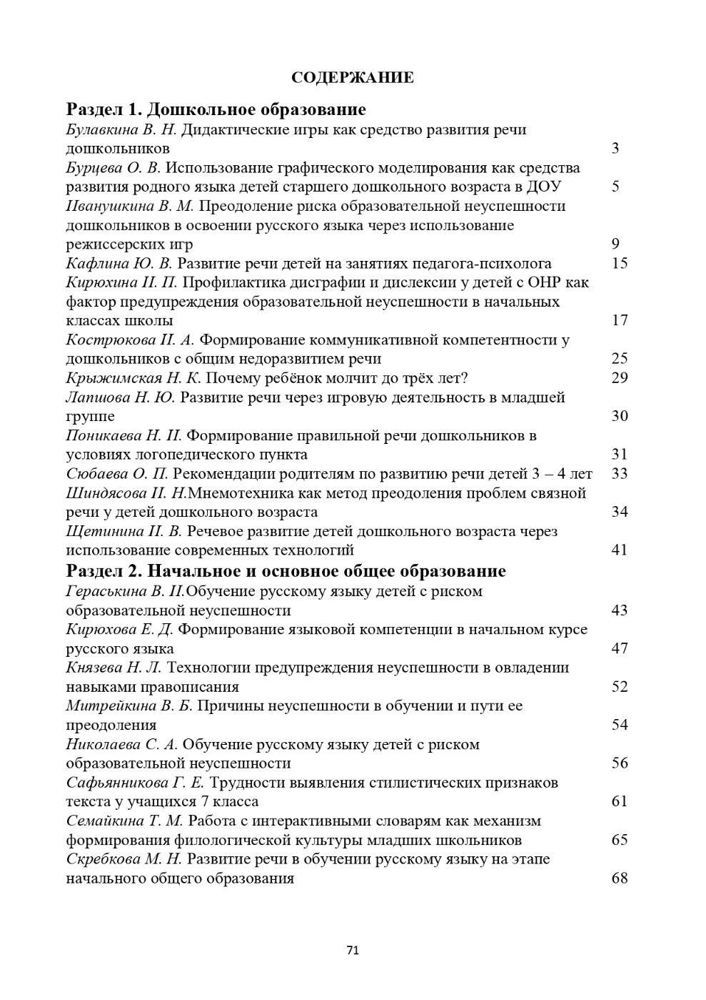 СОДЕРЖАНИЕ
Раздел 1. Дошкольное образование
Булавкина В. Н. Дидактические игры как средство развития речи
дошкольников 3
Бурцева О. В. Использование графического моделирования как средства
развития родного языка детей старшего дошкольного возраста в ДОУ 5
Иванушкина В. М. Преодоление риска образовательной неуспешности
дошкольников в освоении русского языка через использование
режиссерских игр 9
Кафлина Ю. В. Развитие речи детей на занятиях педагога-психолога 15
Кирюхина И. П. Профилактика дисграфии и дислексии у детей с ОНР как
фактор предупреждения образовательной неуспешности в начальных
классах школы 17
Кострюкова И. А. Формирование коммуникативной компетентности у
дошкольников с общим недоразвитием речи 25
Крыжимская Н. К. Почему ребёнок молчит до трёх лет? 29
Лапшова Н. Ю. Развитие речи через игровую деятельность в младшей
группе 30
Поникаева Н. И. Формирование правильной речи дошкольников в
условиях логопедического пункта 31
Сюбаева О. П. Рекомендации родителям по развитию речи детей 3 – 4 лет 33
Шиндясова И. Н.Мнемотехника как метод преодоления проблем связной
речи у детей дошкольного возраста 34
Щетинина И. В. Речевое развитие детей дошкольного возраста через
использование современных технологий 41
Раздел 2. Начальное и основное общее образование
Гераськина В. И.Обучение русскому языку детей с риском
образовательной неуспешности 43
Кирюхова Е. Д. Формирование языковой компетенции в начальном курсе
русского языка 47
Князева Н. Л. Технологии предупреждения неуспешности в овладении
навыками правописания 52
Митрейкина В. Б. Причины неуспешности в обучении и пути ее
преодоления 54
Николаева С. А. Обучение русскому языку детей с риском
образовательной неуспешности 56
Сафьянникова Г. Е. Трудности выявления стилистических признаков
текста у учащихся 7 класса 61
Семайкина Т. М. Работа с интерактивными словарям как механизм
формирования филологической культуры младших школьников 65
Скребкова М. Н. Развитие речи в обучении русскому языку на этапе
начального общего образования 68
71